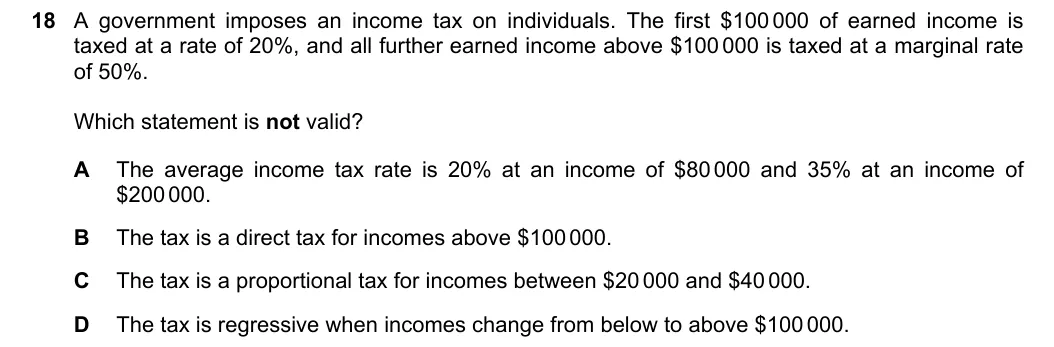 18 A government imposes an income tax on individuals. The first $100 000 of earned income is
taxed at a rate of 20%, and all further earned income above $100 000 is taxed at a marginal rate
of 50%.
Which statement is not valid?
A The average income tax rate is 20% at an income of $80 000 and 35% at an income of
$200 000.
B The tax is a direct tax for incomes above $100 000.
C The tax is a proportional tax for incomes between $20 000 and $40 000.
D The tax is regressive when incomes change from below to above $100 000.